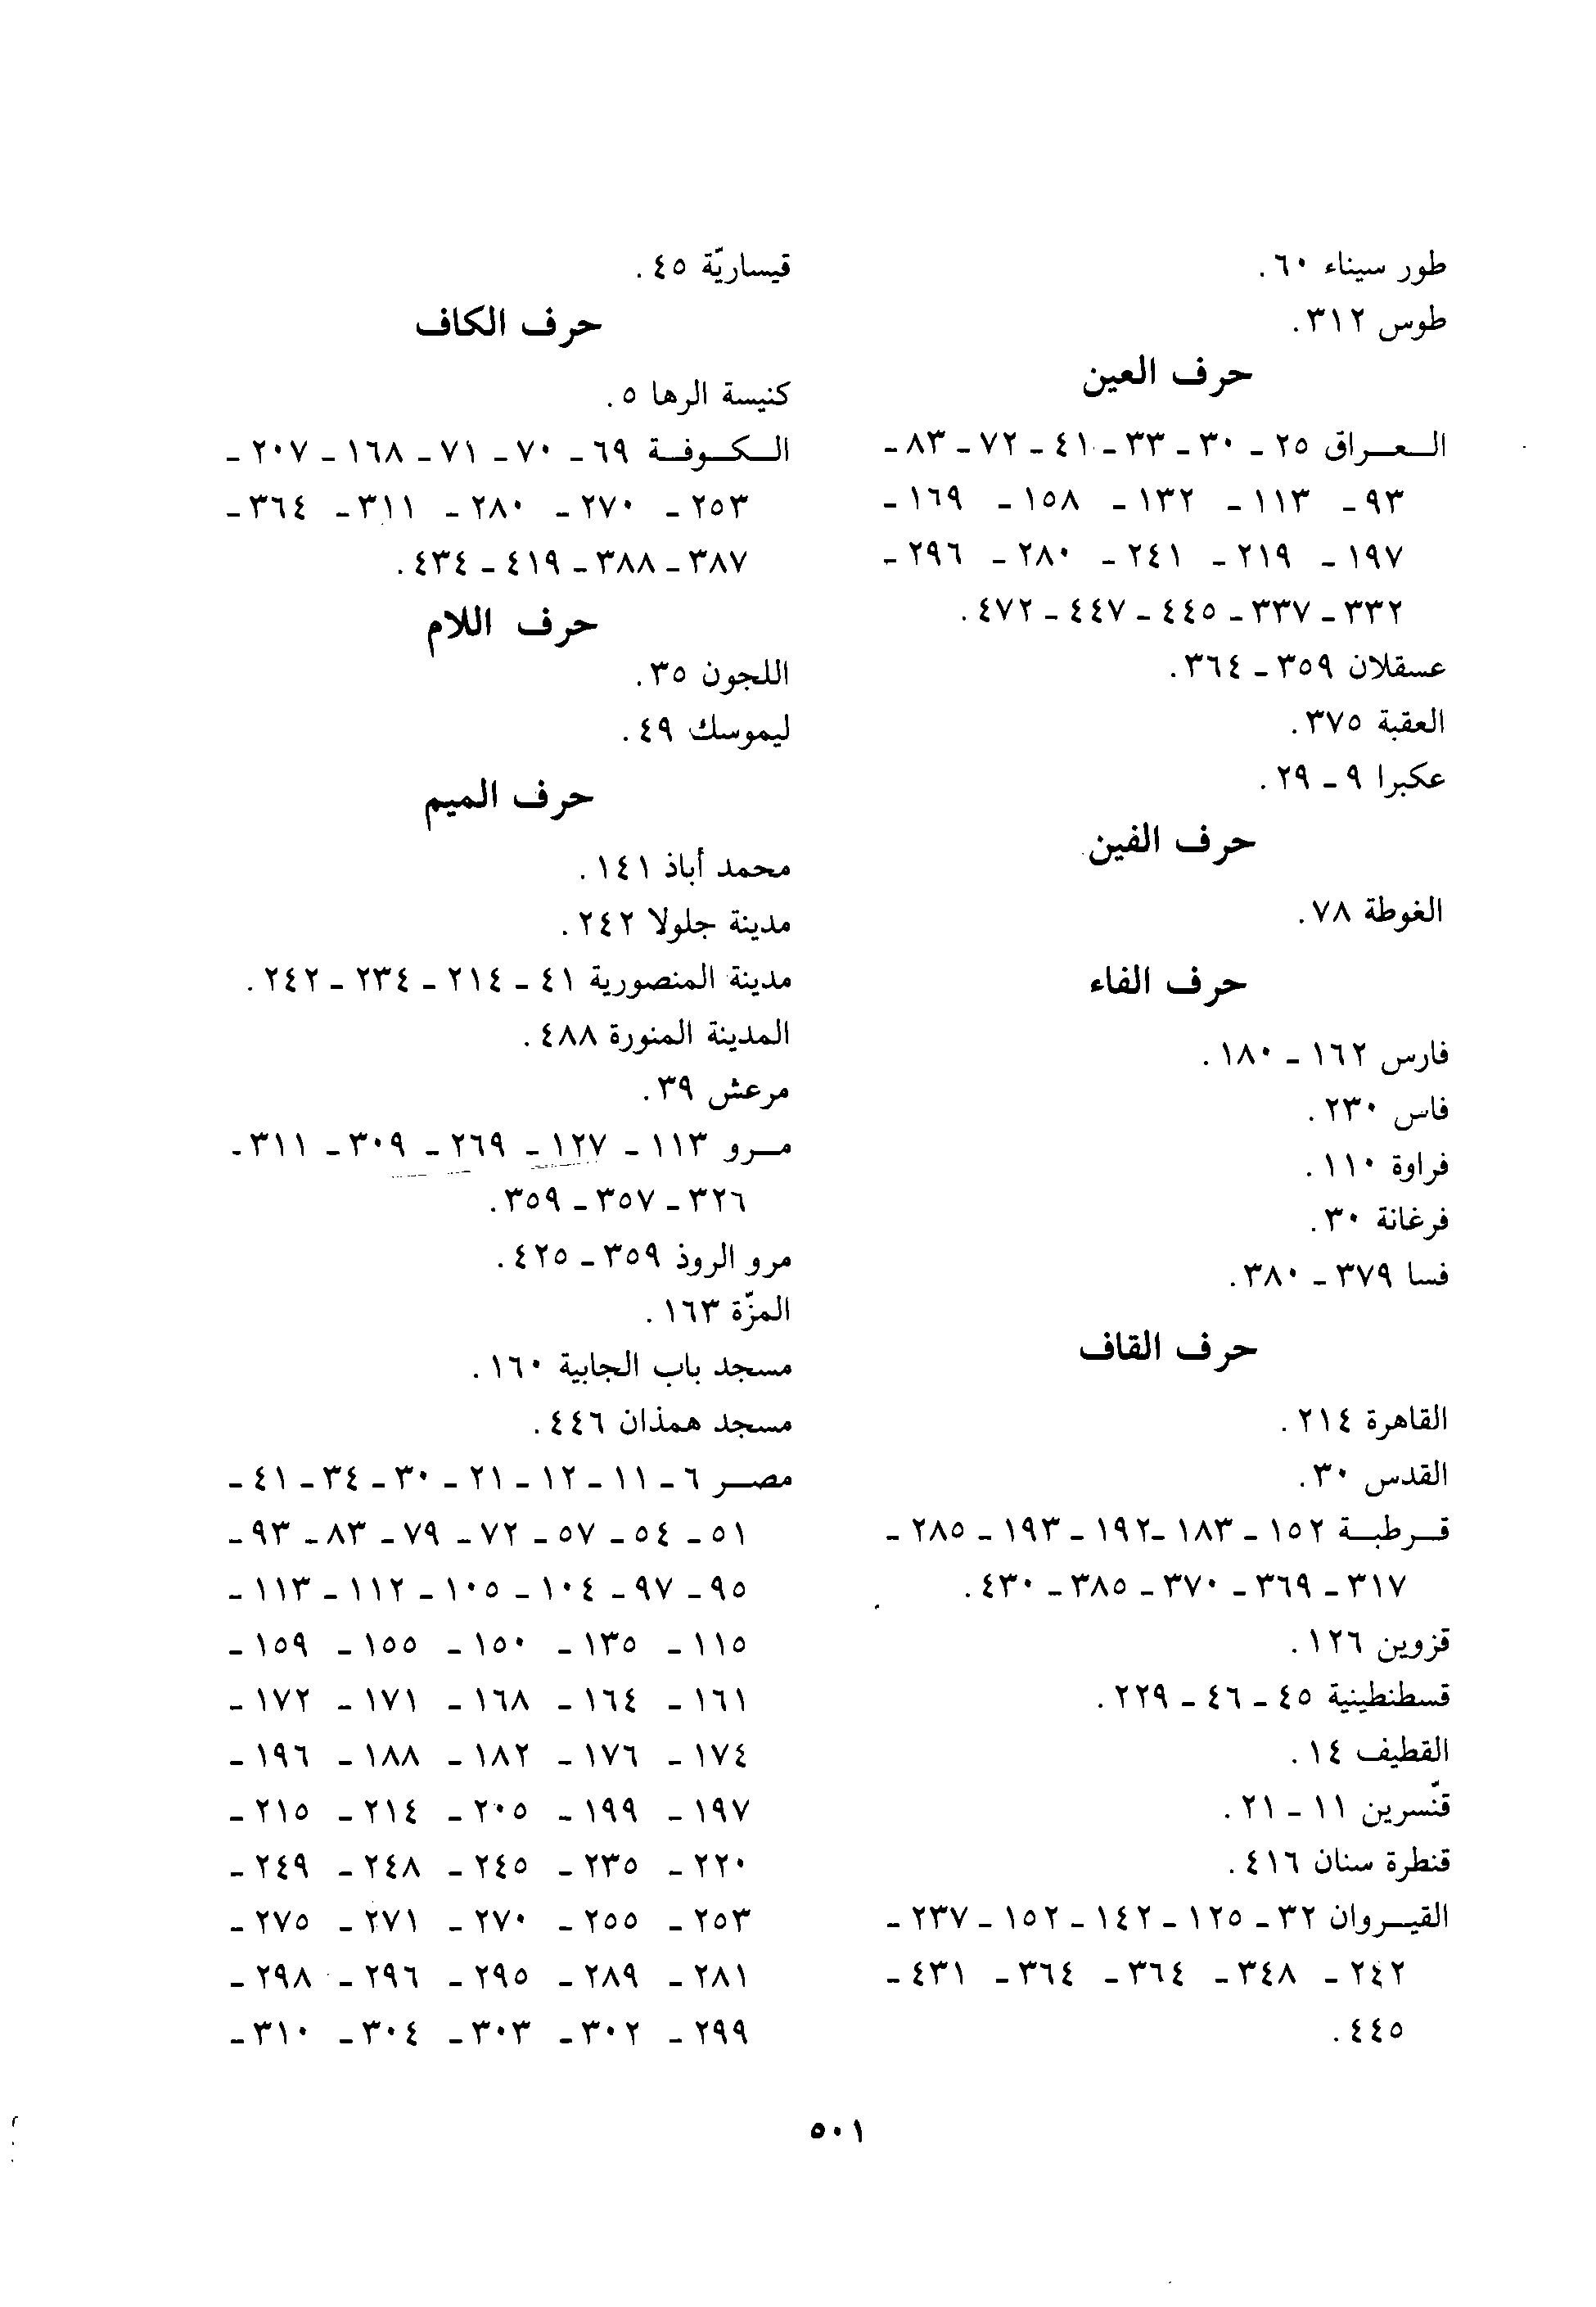 طور سيناء ٦٠.
طوس ٣١٢.
حرف العين
العراق ٢٥ - ٣٠ - ٣٣ - ٤١ - ٧٢ - ٨٣ -
٩٣ - ١١٣ - ١٣٢ - ١٥٨ - ١٦٩ -
١٩٧ - ٢١٩ - ٢٤١ - ٢٨٠ - ٢٩٦ -
٣٣٢ - ٣٣٧ - ٤٤٥ - ٤٤٧ - ٤٧٢.
عسقلان ٣٥٩ - ٣٦٤.
العقبة ٣٧٥.
عكبرا ٩ - ٢٩.
حرف الفين
الغوطة ٧٨.
حرف الفاء
فارس ١٦٢ - ١٨٠.
فاس ٢٣٠.
فراوة ١١٠.
فرغانة ٣٠.
فسا ٣٧٩ - ٣٨٠.
حرف القاف
القاهرة ٢١٤.
القدس ٣٠.
قرطبة ١٥٢ - ١٨٣ - ١٩٢ - ١٩٣ - ٢٨٥ -
٣١٧ - ٣٦٩ - ٣٧٠ - ٣٨٥ - ٤٣٠.
قزوين ١٢٦.
قسطنطينية ٤٥ - ٤٦ - ٢٢٩.
القطيف ١٤.
قنّسرين ١١ - ٢١.
قنطرة سنان ٤١٦.
القيروان ٣٢ - ١٢٥ - ١٤٢ - ١٥٢ - ٢٣٧ -
٢٤٢ - ٣٤٨ - ٣٦٤ - ٣٦٤ - ٤٣١ -
٤٤٥.
قيساريّة ٤٥.
حرف الكاف
كنيسة الرها ٥.
الكوفة ٦٩ - ٧٠ - ٧١ - ١٦٨ - ٢٠٧ -
٢٥٣ - ٢٧٠ - ٢٨٠ - ٣١١ - ٣٦٤ -
٣٨٧ - ٣٨٨ - ٤١٩ - ٤٣٤.
حرف اللام
اللجون ٣٥.
ليموسك ٤٩.
حرف الميم
محمد أباذ ١٤١.
مدينة جلولا ٢٤٢.
مدينة المنصورية ٤١ - ٢١٤ - ٢٣٤ - ٢٤٢.
المدينة المنورة ٤٨٨.
مرعش ٣٩.
مرو ١١٣ - ١٢٧ - ٢٦٩ - ٣٠٩ - ٣١١ -
٣٢٦ - ٣٥٧ - ٣٥٩.
مرو الروذ ٣٥٩ - ٤٢٥.
المزّة ١٦٣.
مسجد باب الجابية ١٦٠.
مسجد همذان ٤٤٦.
مصر ٦ - ١١ - ١٢ - ٢١ - ٣٠ - ٣٤ - ٤١ -
٥١ - ٥٤ - ٥٧ - ٧٢ - ٧٩ - ٨٣ - ٩٣ -
٩٥ - ٩٧ - ١٠٤ - ١٠٥ - ١١٢ - ١١٣ -
١١٥ - ١٣٥ - ١٥٠ - ١٥٥ - ١٥٩ -
١٦١ - ١٦٤ - ١٦٨ - ١٧١ - ١٧٢ -
١٧٤ - ١٧٦ - ١٨٢ - ١٨٨ - ١٩٦ -
١٩٧ - ١٩٩ - ٢٠٥ - ٢١٤ - ٢١٥ -
٢٢٠ - ٢٣٥ - ٢٤٥ - ٢٤٨ - ٢٤٩ -
٢٥٣ - ٢٥٥ - ٢٧٠ - ٢٧١ - ٢٧٥ -
٢٨١ - ٢٨٩ - ٢٩٥ - ٢٩٦ - ٢٩٨ -
٢٩٩ - ٣٠٢ - ٣٠٣ - ٣٠٤ - ٣١٠ -
٥٠١